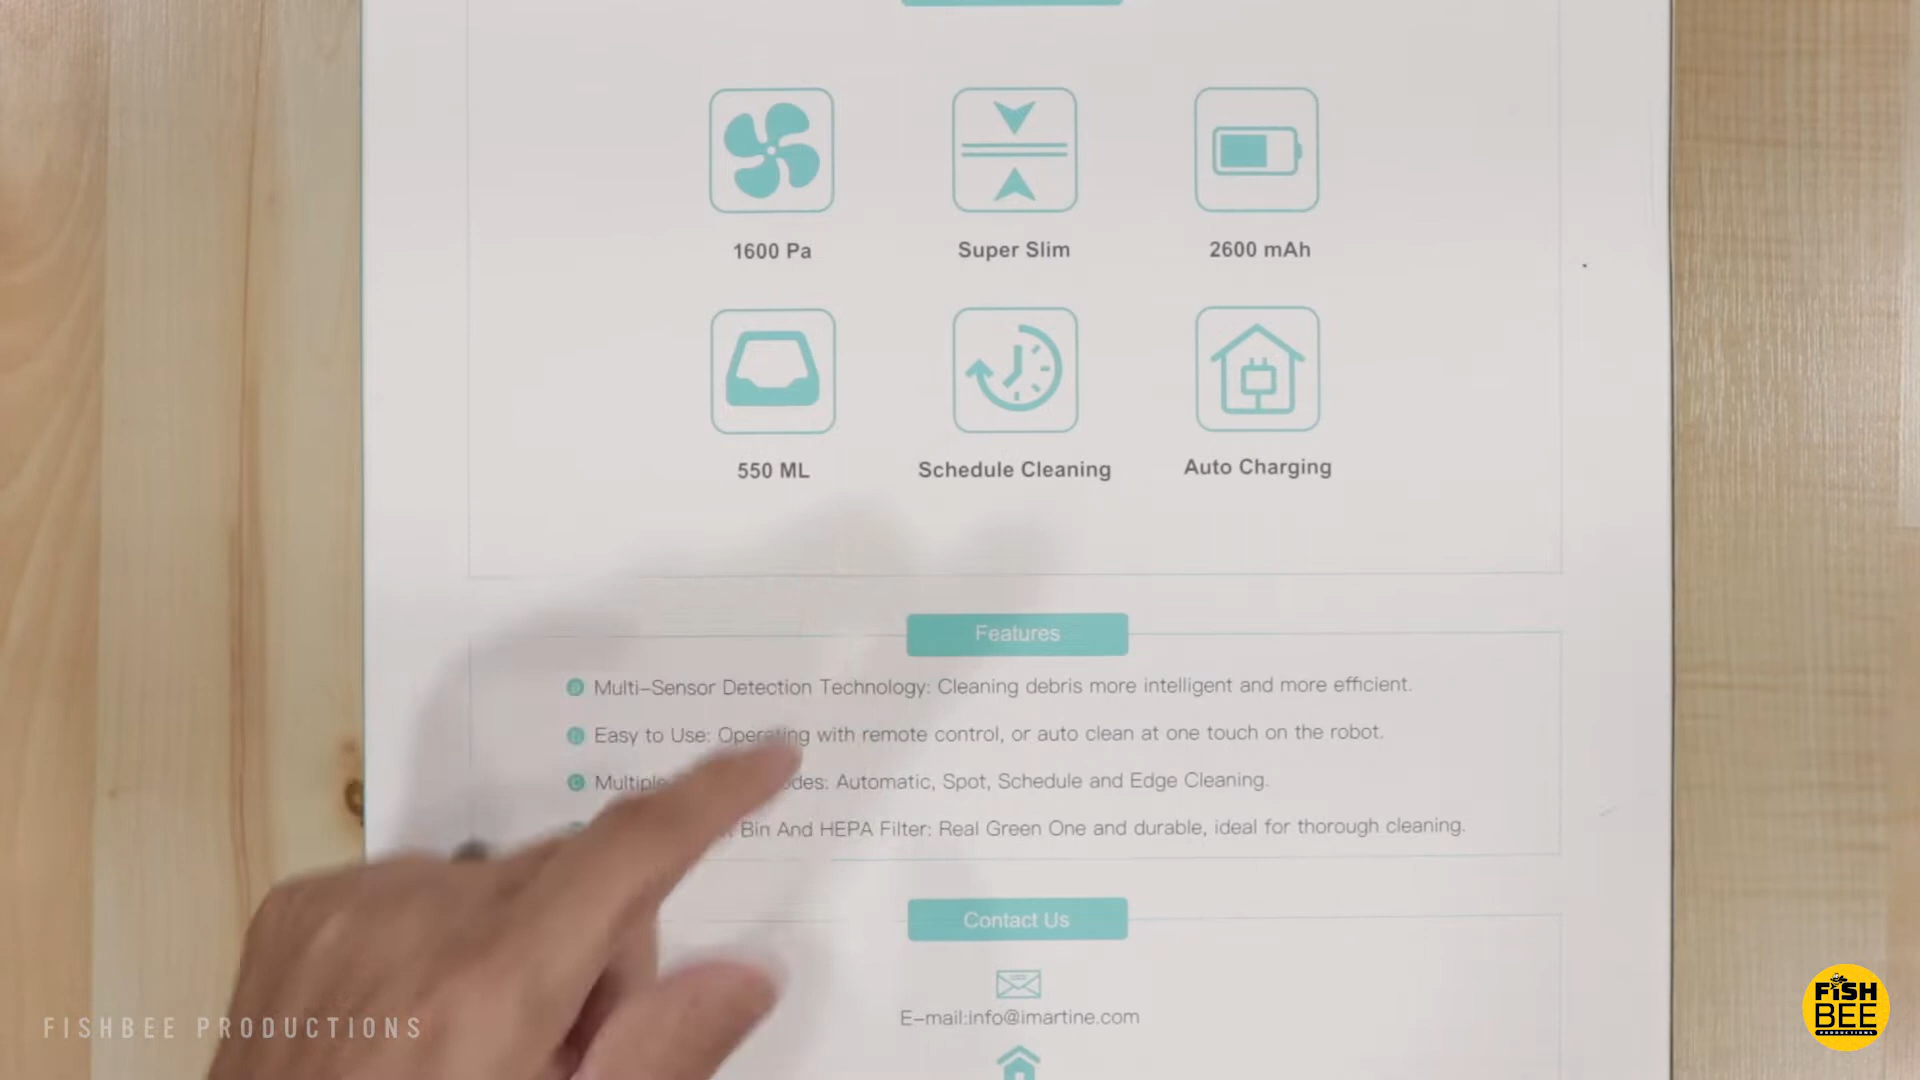 1600 Pa
Super Slim
2600 mAh
550 ML
Schedule Cleaning
Auto Charging
Features
Multi-Sensor Detection Technology: Cleaning debris more intelligent and more efficient.
Easy to Use: Operating with remote control, or auto clean at one touch on the robot.
Multiple Automatic, Spot, Schedule and Edge Cleaning.
Bin And HEPA Filter: Real Green One and durable, ideal for thorough cleaning.
Contact Us
E-mail:info@imartine.com
FISHBEE PRODUCTIONS
FISH
BEE
PRODUCTIONS